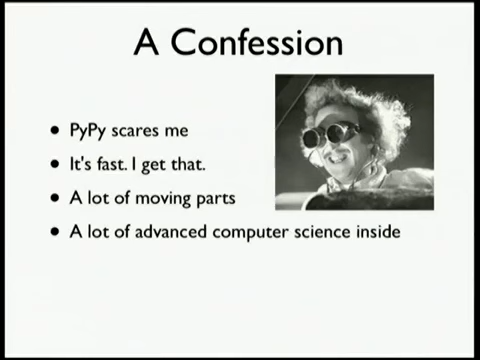 A Confession
• PyPy scares me
• It's fast. I get that.
• A lot of moving parts
• A lot of advanced computer science inside